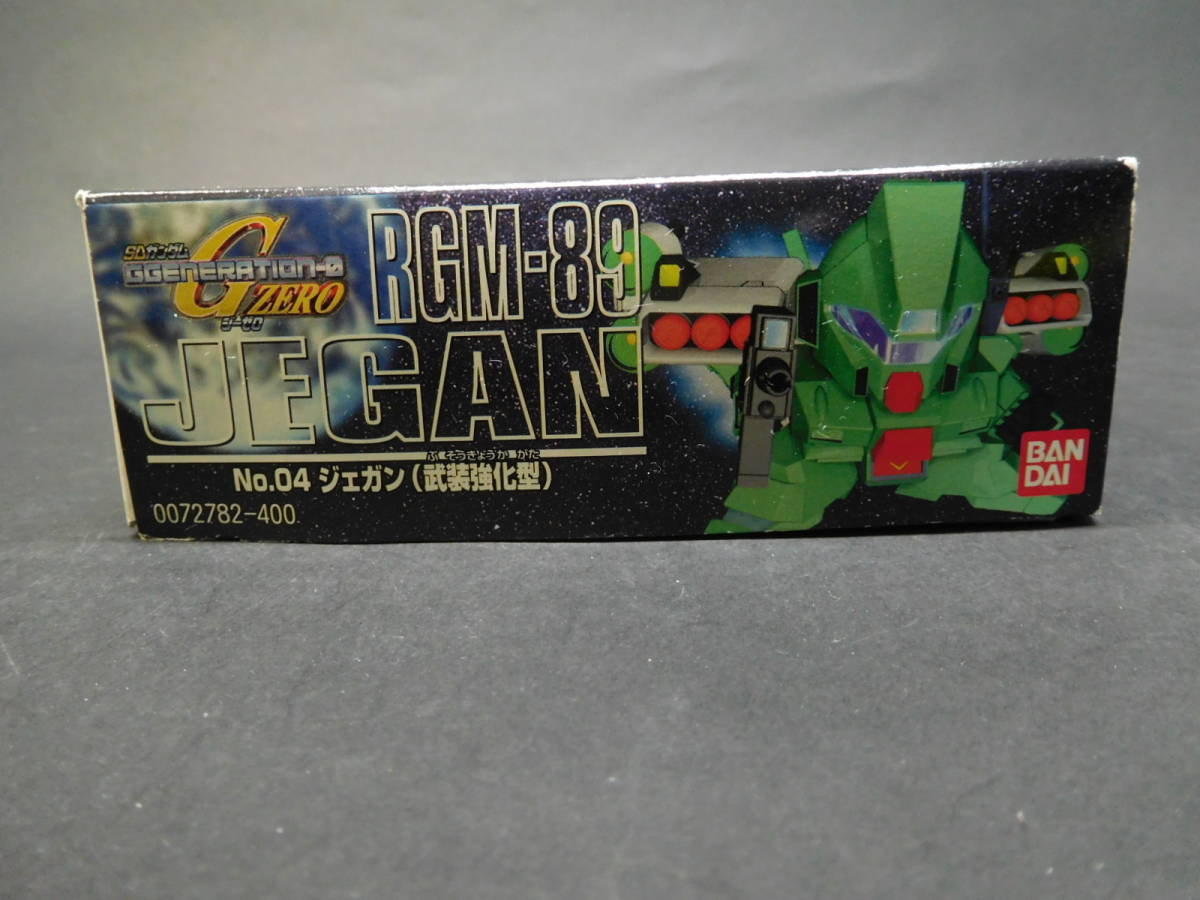 SDガンダム
GGENERATION-0
G ZERO
ジーゼロ
RGM-89
JEGAN
ぶそうきょうかがた
No.04 ジェガン(武装強化型)
0072782-400
BAN
DAI